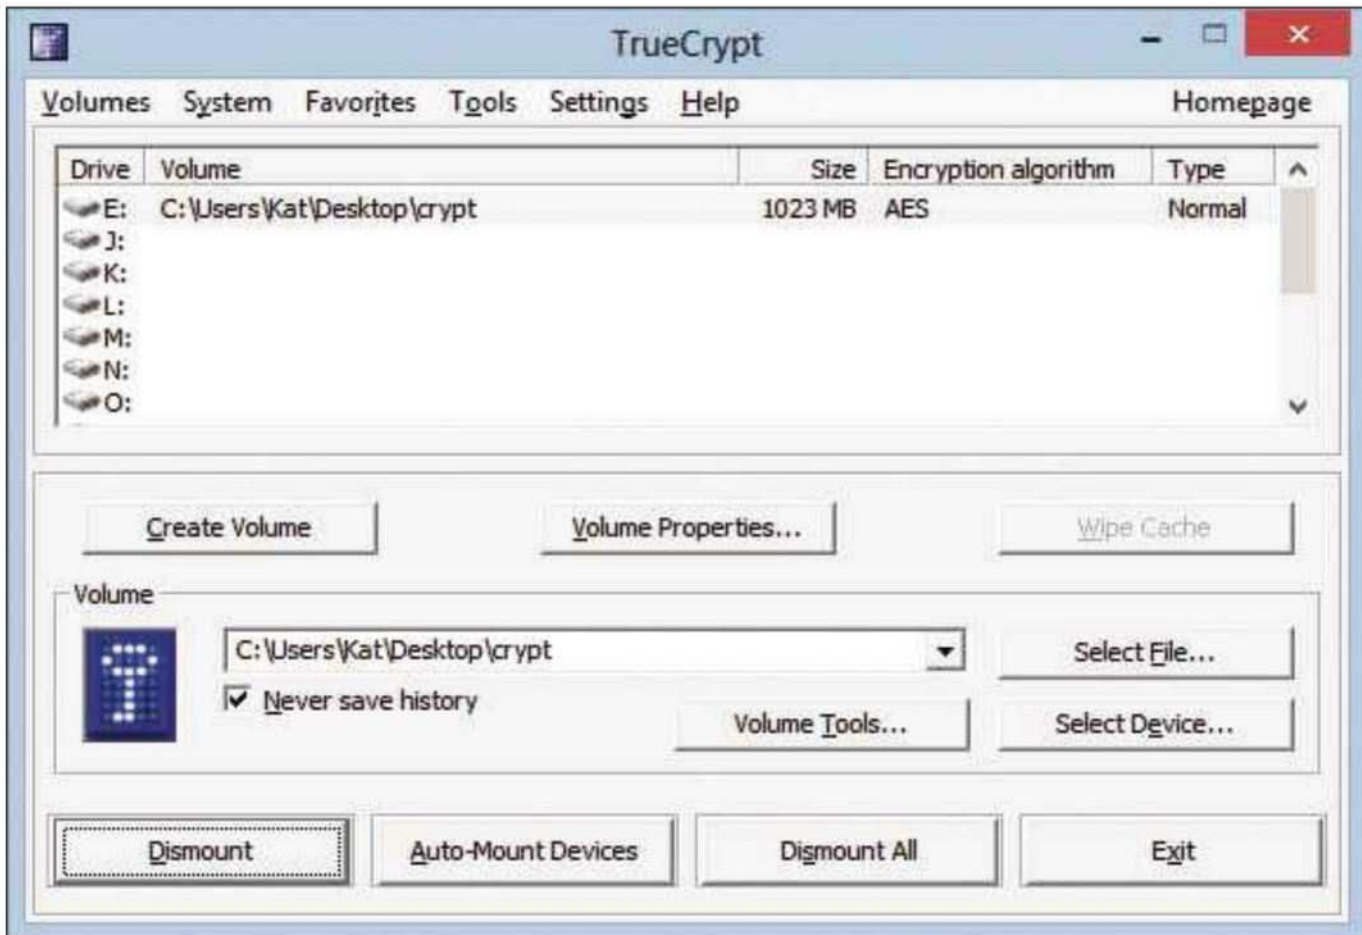 TrueCrypt
Volumes System Favorites Tools Settings Help Homepage
Drive Volume Size Encryption algorithm Type
E: C:\Users\Kat\Desktop\crypt 1023 MB AES Normal
J:
K:
L:
M:
N:
O:
Create Volume Volume Properties... Wipe Cache
Volume
C:\Users\Kat\Desktop\crypt Select File...
Never save history
Volume Tools... Select Device...
Dismount Auto-Mount Devices Dismount All Exit